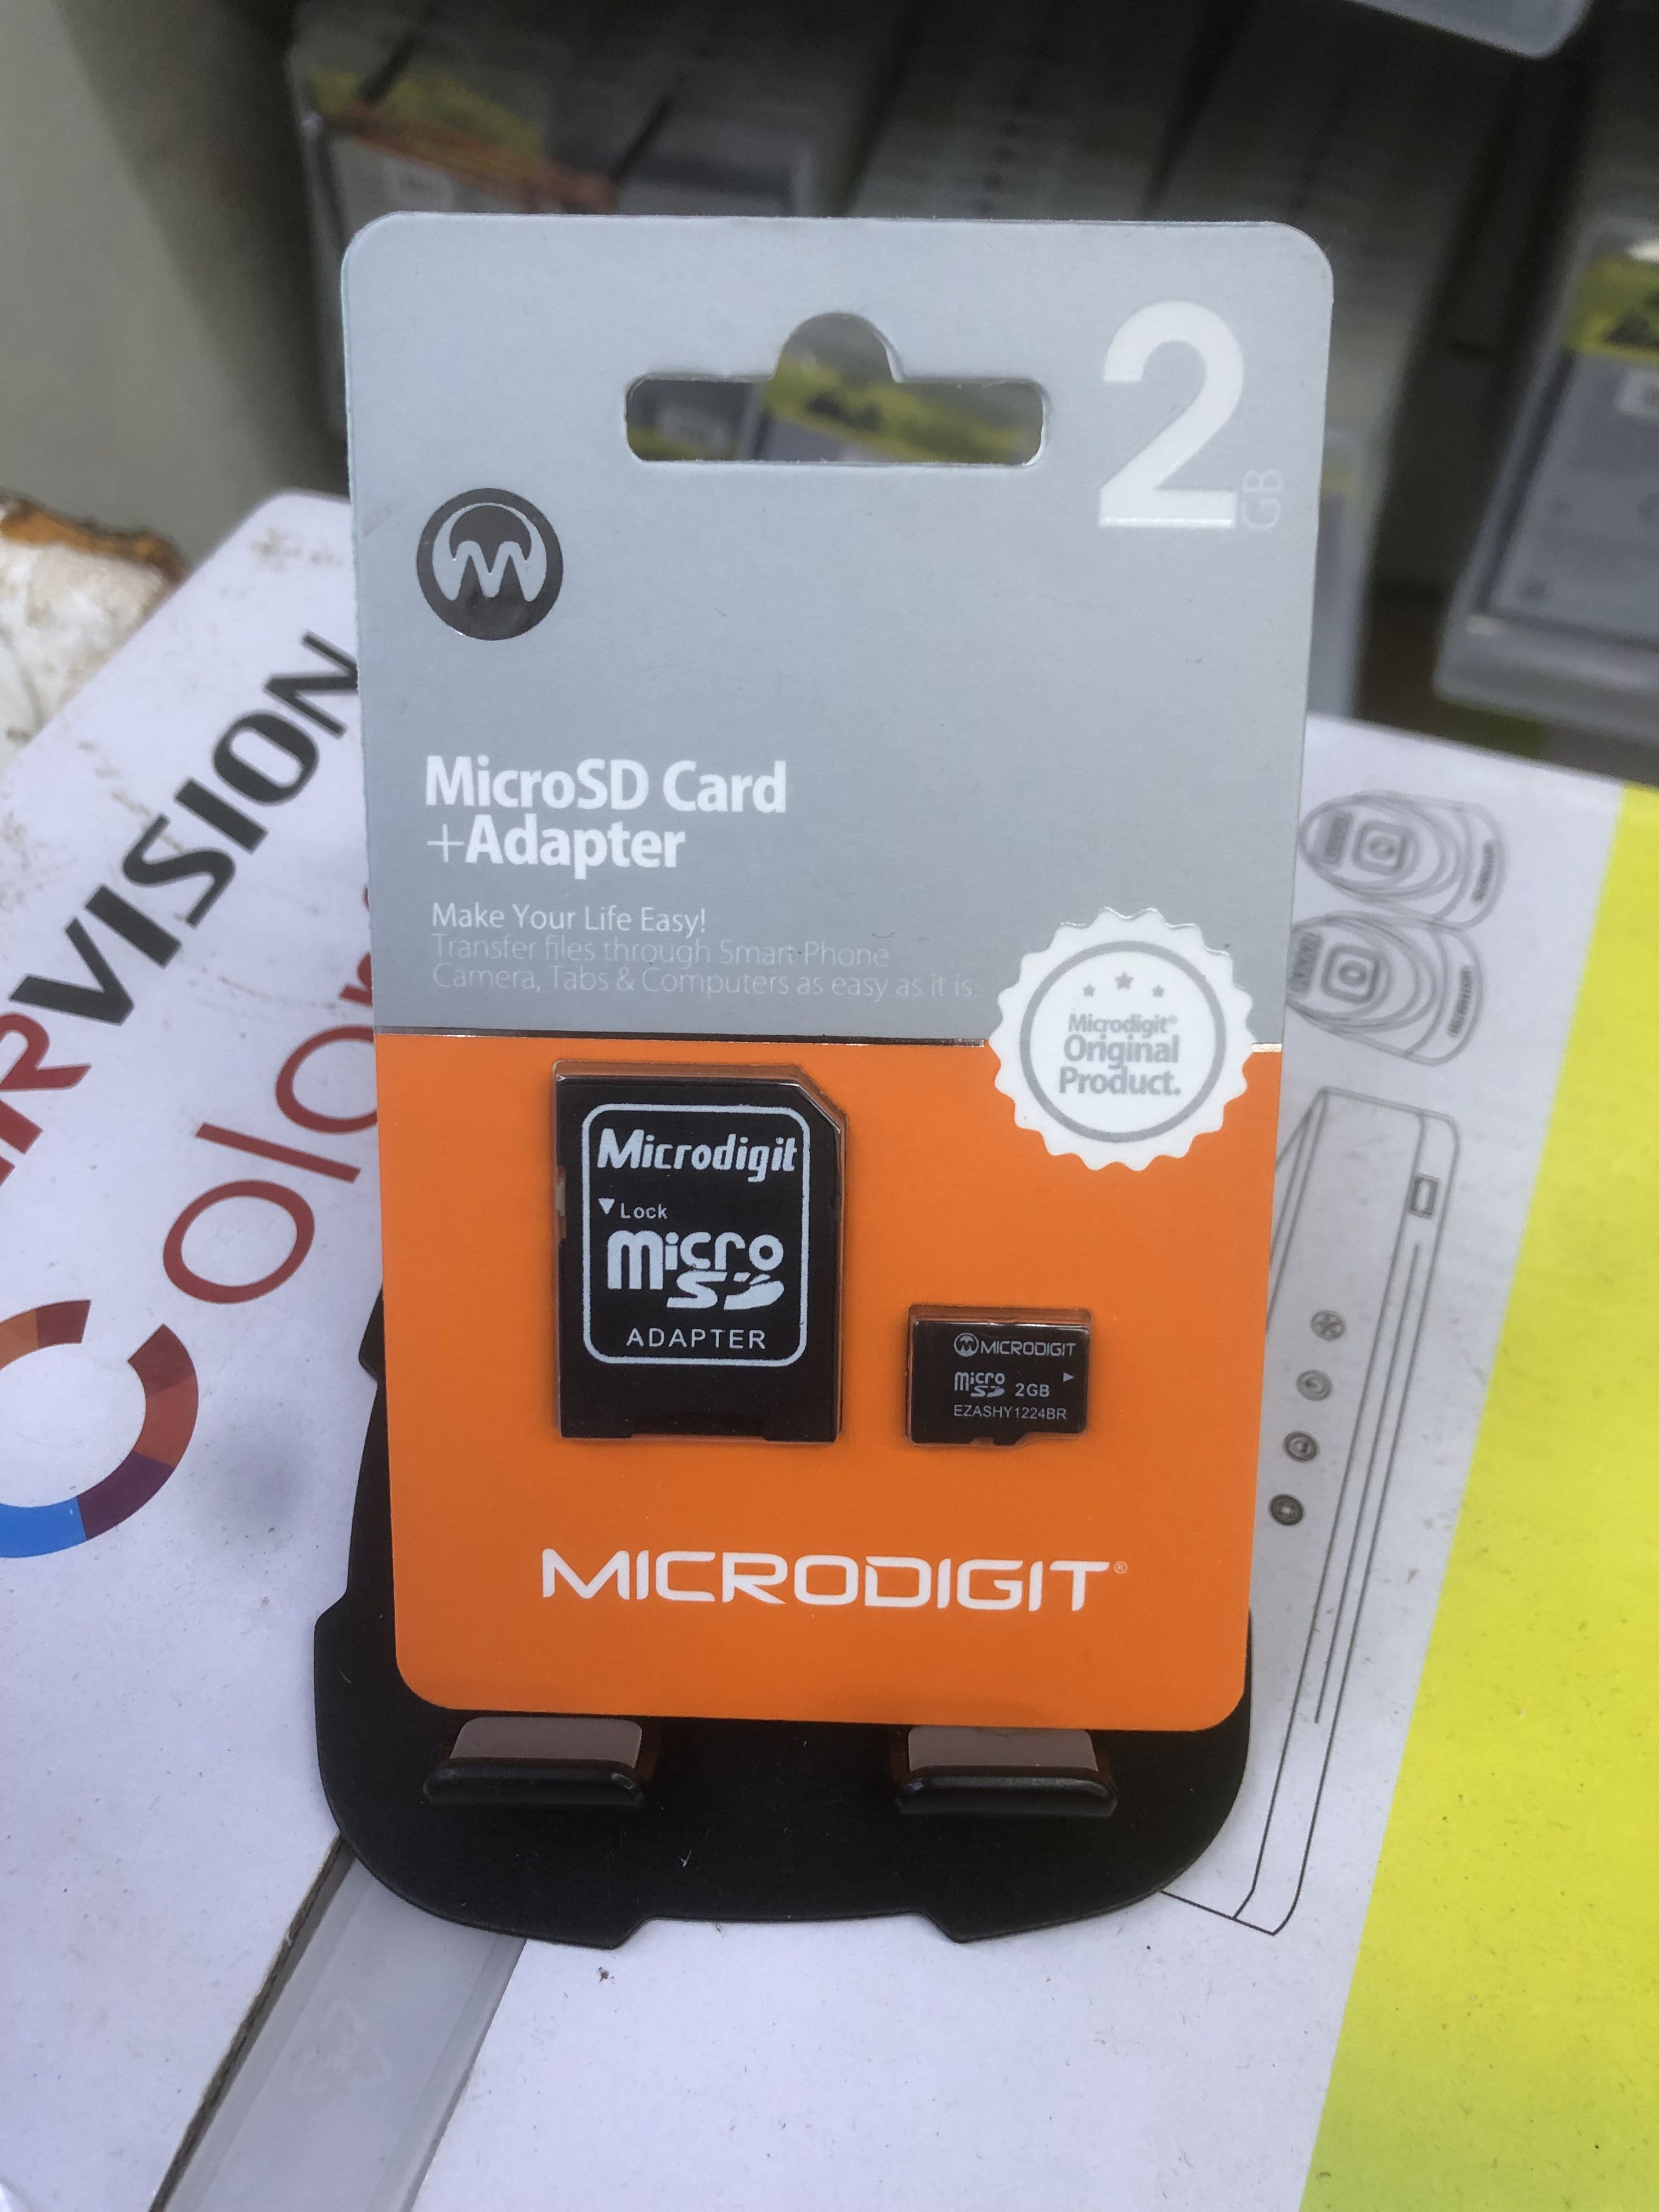 2
GB
MicroSD Card
+Adapter
Make Your Life Easy!
Transfer files through Smart Phone
Camera, Tabs & Computers as easy as it is.
Microdigit®
Original
Product.
Microdigit
Lock
micro
SD
ADAPTER
MICRODIGIT
micro
SD 2GB
EZASHY1224BR
MICRODIGIT®
VISION